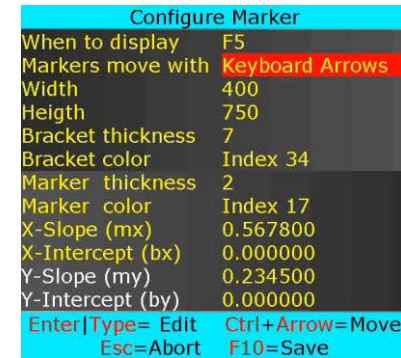 Configure Marker
When to display F5
Markers move with Keyboard Arrows
Width 400
Heigth 750
Bracket thickness 7
Bracket color Index 34
Marker thickness 2
Marker color Index 17
X-Slope (mx) 0.567800
X-Intercept (bx) 0.000000
Y-Slope (my) 0.234500
Y-Intercept (by) 0.000000
Enter|Type= Edit Ctrl+Arrow=Move
Esc=Abort F10=Save